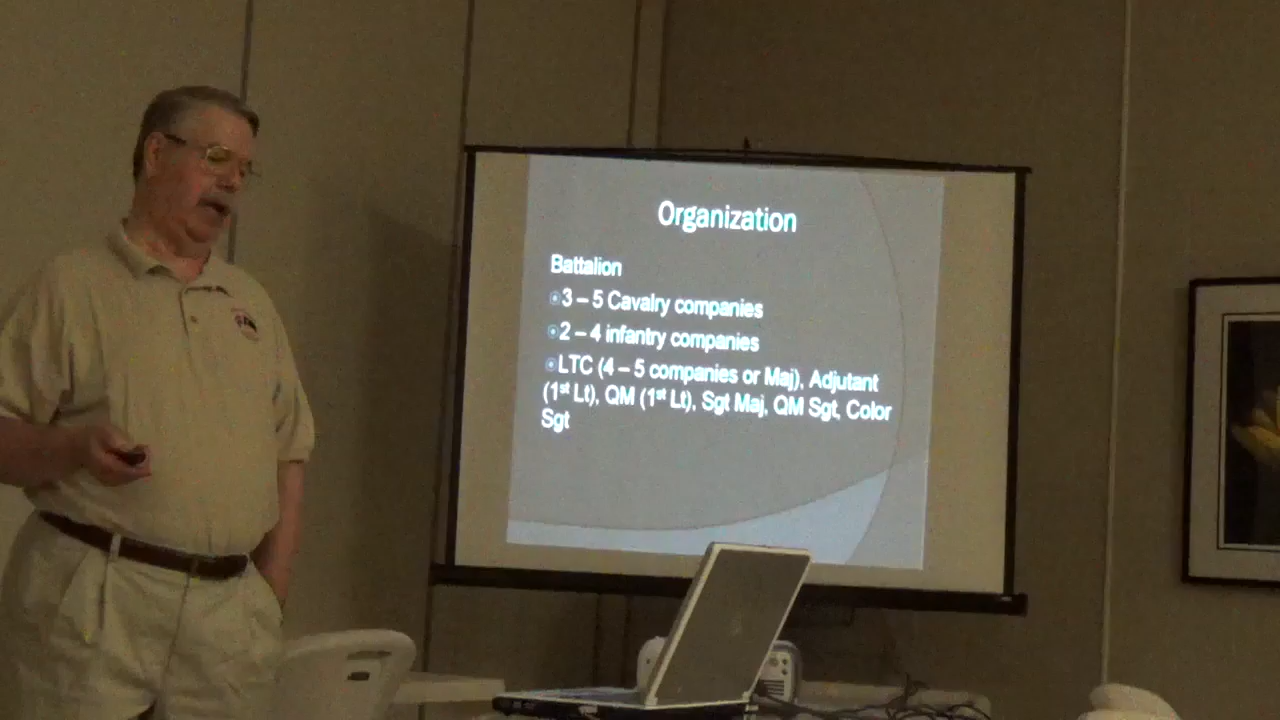 Organization
Battalion
3 – 5 Cavalry companies
2 – 4 infantry companies
LTC (4 – 5 companies or Maj), Adjutant
(1st Lt), QM (1st Lt), Sgt Maj, QM Sgt, Color
Sgt